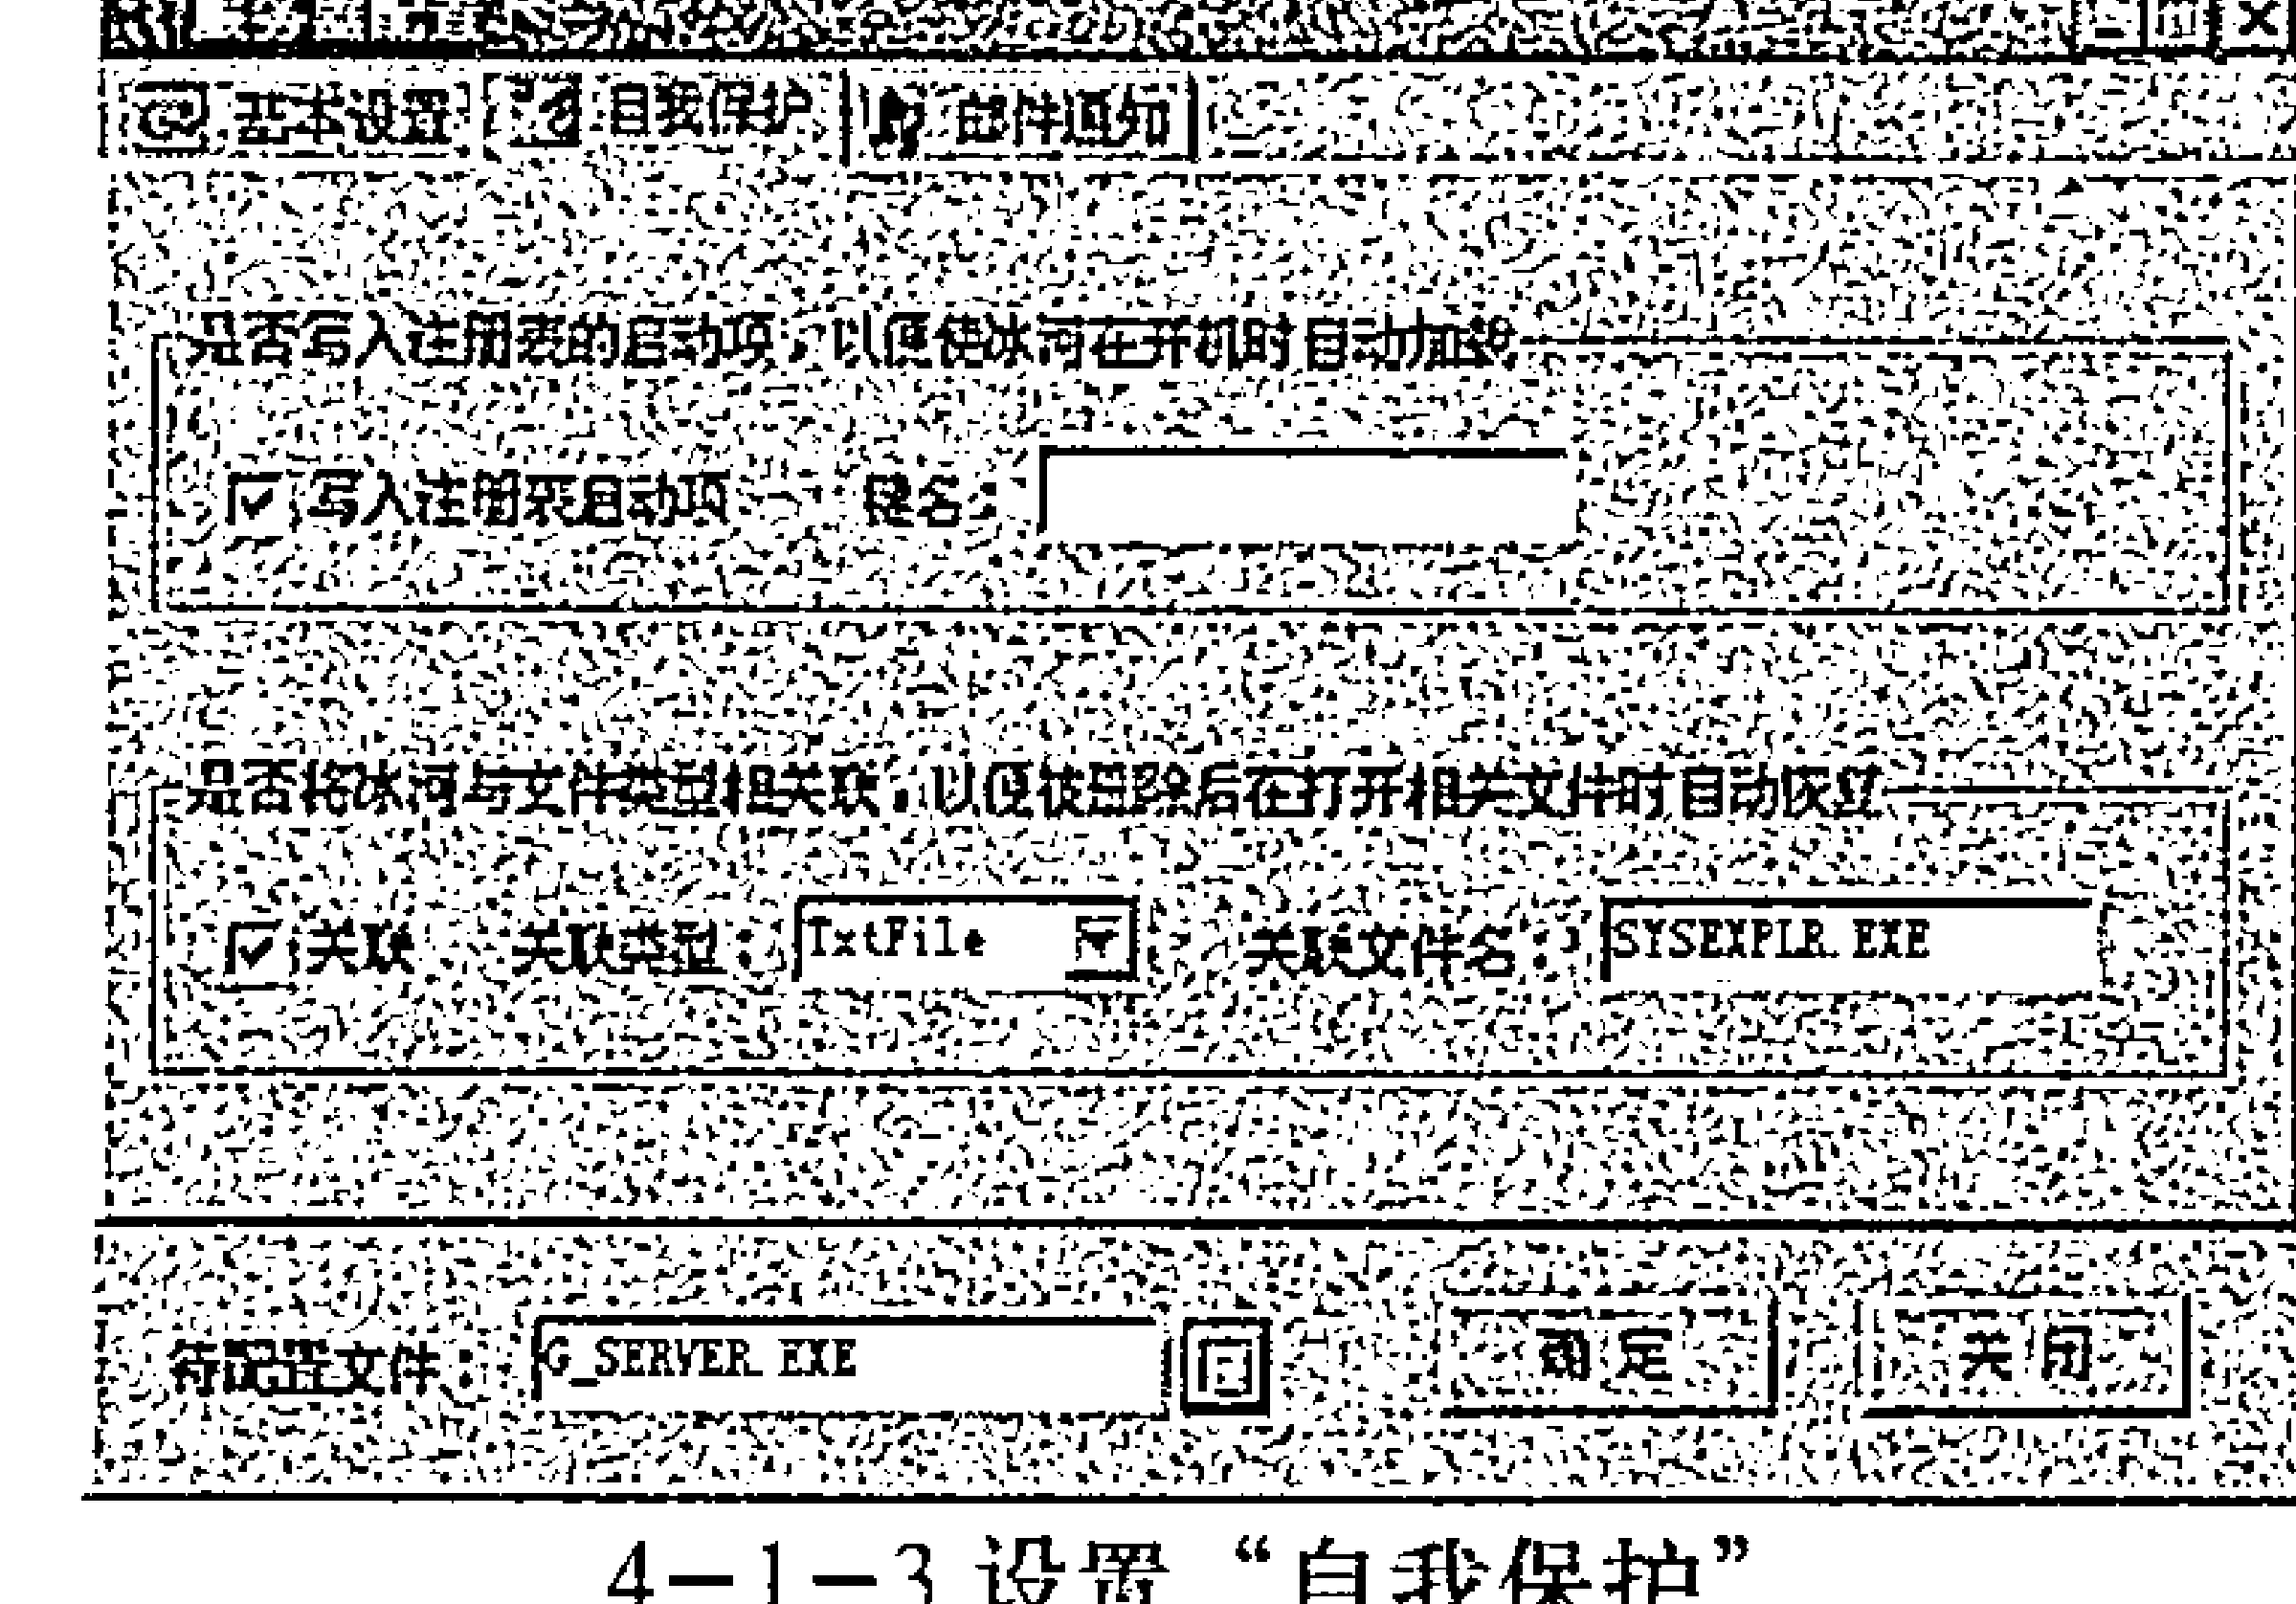 基本设置 自我保护 邮件通知
是否写入注册表的启动项，以便使冰河在开机时自动加载
写入注册表启动项 键名：
是否将冰河与文件类型相关联，以便被删除后在打开相关文件时自动恢复
关联 关联类型： TxtFile 关联文件名： SYSEXPLR.EXE
待配置文件： G_SERVER.EXE 确 定 关 闭
4－1－3 设置“自我保护”